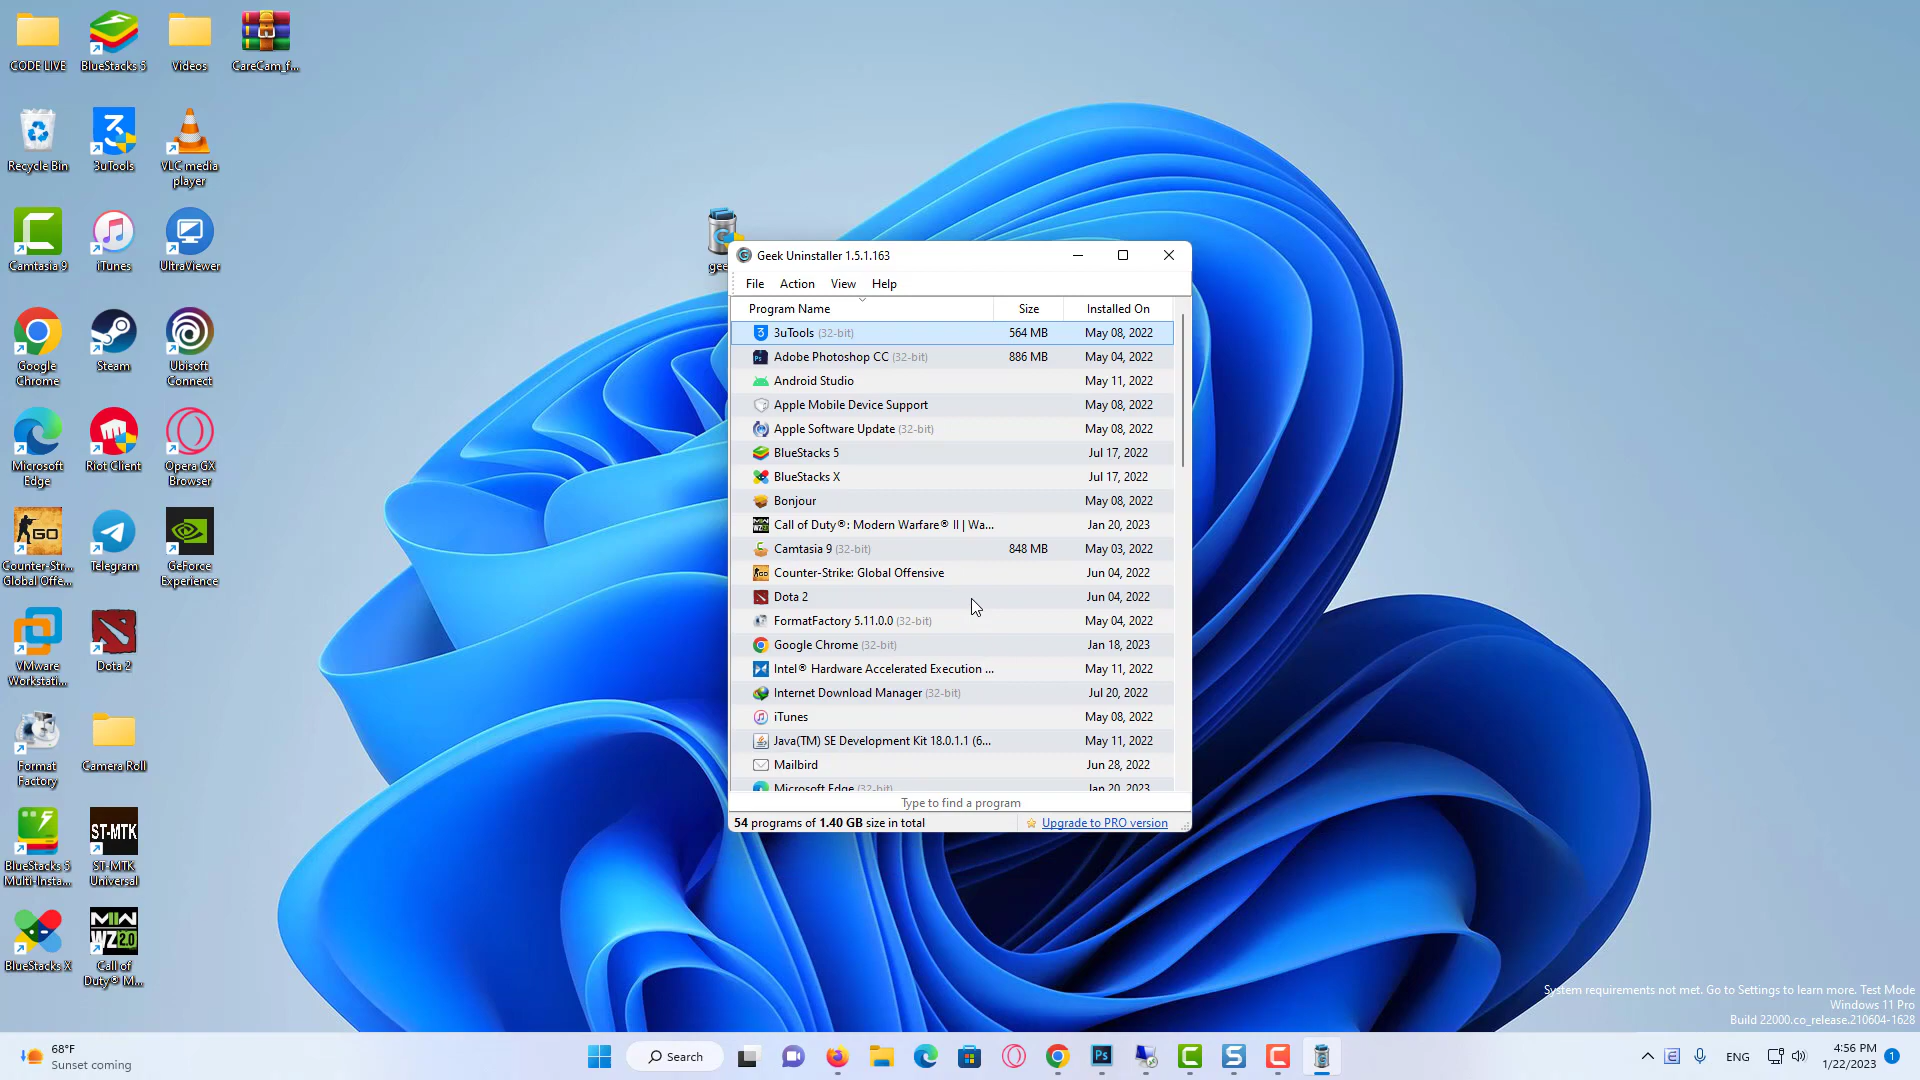 CODE LIVE
BlueStacks 5
Videos
CareCam_f...
Recycle Bin
3uTools
VLC media
player
Camtasia 9
iTunes
UltraViewer
Google
Chrome
Steam
Ubisoft
Connect
Microsoft
Edge
Riot Client
Opera GX
Browser
Counter-Str...
Global Offe...
Telegram
GeForce
Experience
VMware
Workstati...
Dota 2
Format
Factory
Camera Roll
BlueStacks 5
Multi-Insta...
ST-MTK
ST-MTK
Universal
BlueStacks X
Call of
Duty® M...
gee
Geek Uninstaller 1.5.1.163
File Action View Help
Program Name Size Installed On
3uTools (32-bit) 564 MB May 08, 2022
Adobe Photoshop CC (32-bit) 886 MB May 04, 2022
Android Studio May 11, 2022
Apple Mobile Device Support May 08, 2022
Apple Software Update (32-bit) May 08, 2022
BlueStacks 5 Jul 17, 2022
BlueStacks X Jul 17, 2022
Bonjour May 08, 2022
Call of Duty®: Modern Warfare® II | Wa... Jan 20, 2023
Camtasia 9 (32-bit) 848 MB May 03, 2022
Counter-Strike: Global Offensive Jun 04, 2022
Dota 2 Jun 04, 2022
FormatFactory 5.11.0.0 (32-bit) May 04, 2022
Google Chrome (32-bit) Jan 18, 2023
Intel® Hardware Accelerated Execution ... May 11, 2022
Internet Download Manager (32-bit) Jul 20, 2022
iTunes May 08, 2022
Java(TM) SE Development Kit 18.0.1.1 (6... May 11, 2022
Mailbird Jun 28, 2022
Microsoft Edge (32-bit) Jan 20, 2023
Type to find a program
54 programs of 1.40 GB size in total Upgrade to PRO version
System requirements not met. Go to Settings to learn more. Test Mode
Windows 11 Pro
Build 22000.co_release.210604-1628
68°F
Sunset coming
Search
ENG
4:56 PM
1/22/2023
1